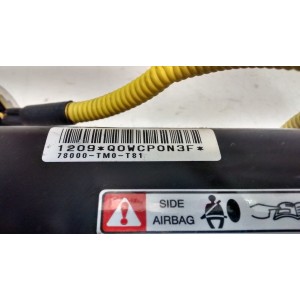 1209*Q0WCP0N3F*
78000-TM0-T81
SIDE
AIRBAG